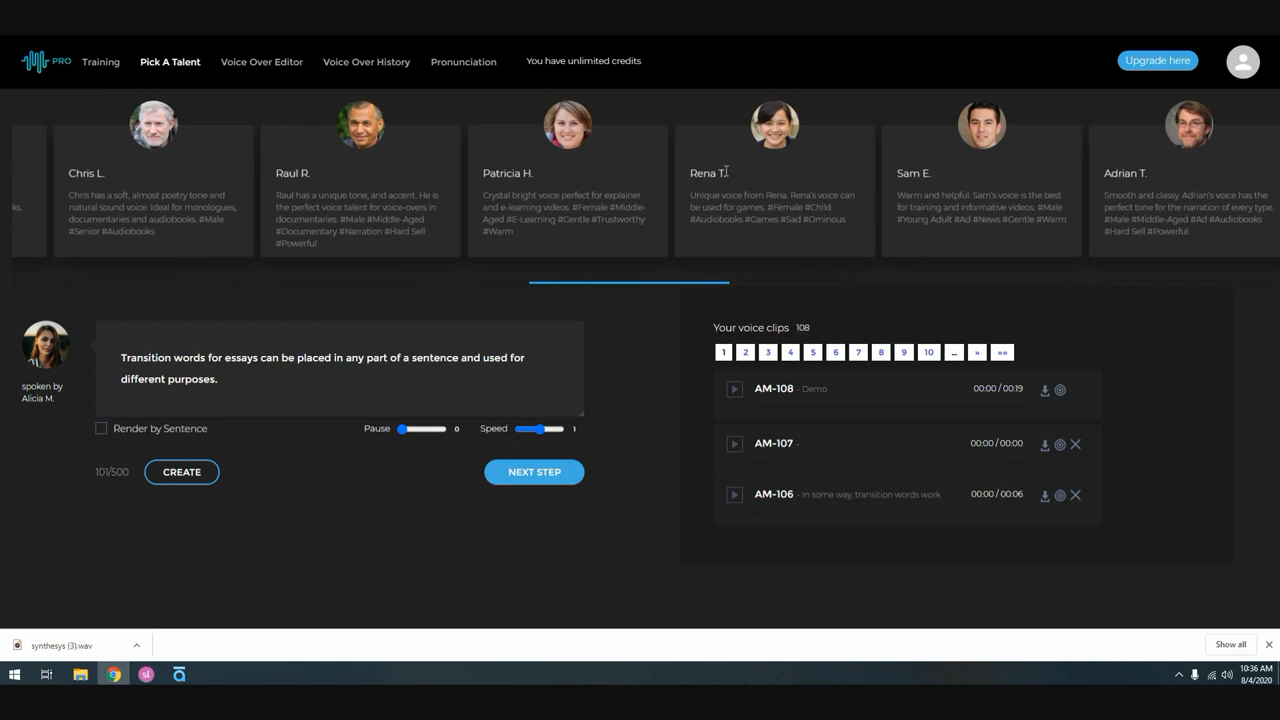 PRO Training Pick A Talent Voice Over Editor Voice Over History Pronunciation You have unlimited credits Upgrade here
ks.
Chris L.
Chris has a soft, almost poetry tone and
natural sound voice. Ideal for monologues,
documentaries and audiobooks. #Male
#Senior #Audiobooks
Raul R.
Raul has a unique tone, and accent. He is
the perfect voice talent for voice-overs in
documentaries. #Male #Middle-Aged
#Documentary #Narration #Hard Sell
#Powerful
Patricia H.
Crystal bright voice perfect for explainer
and e-learning videos. #Female #Middle-
Aged #E-Learning #Gentle #Trustworthy
#Warm
Rena T.
Unique voice from Rena. Rena's voice can
be used for games. #Female #Child
#Audiobooks #Games #Sad #Ominous
Sam E.
Warm and helpful. Sam's voice is the best
for training and informative videos. #Male
#Young Adult #Ad #News #Gentle #Warm
Adrian T.
Smooth and classy. Adrian's voice has the
perfect tone for the narration of every type.
#Male #Middle-Aged #Ad #Audiobooks
#Hard Sell #Powerful
spoken by
Alicia M.
Transition words for essays can be placed in any part of a sentence and used for
different purposes.
Render by Sentence Pause 0 Speed 1
101/500 CREATE NEXT STEP
Your voice clips 108
1 2 3 4 5 6 7 8 9 10 ... » »»
AM-108 - Demo 00:00 / 00:19
AM-107 - 00:00 / 00:00
AM-106 - In some way, transition words work 00:00 / 00:06
synthesys (3).wav Show all
sl
10:36 AM
8/4/2020